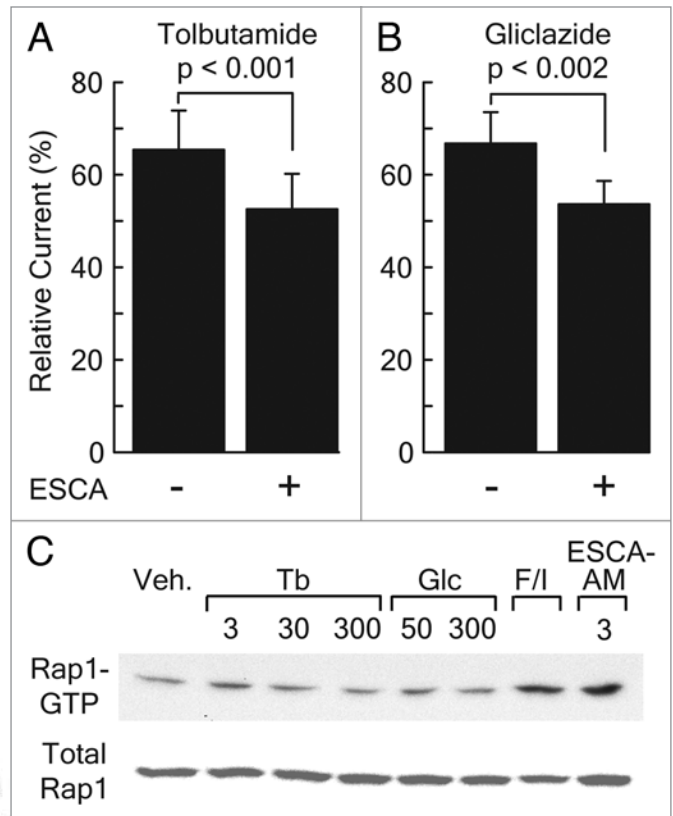 A
Tolbutamide
p < 0.001
Relative Current (%)
80
60
40
20
0
ESCA - +
B
Gliclazide
p < 0.002
80
60
40
20
0
- +
C
ESCA-
Veh. Tb Glc F/I AM
3 30 300 50 300 3
Rap1-
GTP
Total
Rap1